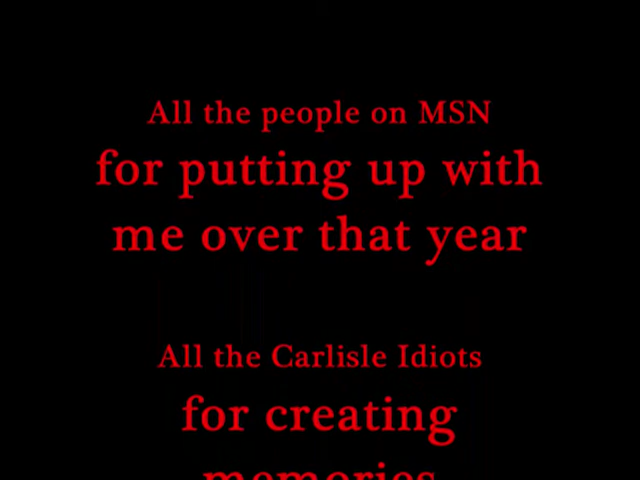 All the people on MSN
for putting up with
me over that year
All the Carlisle Idiots
for creating
memories